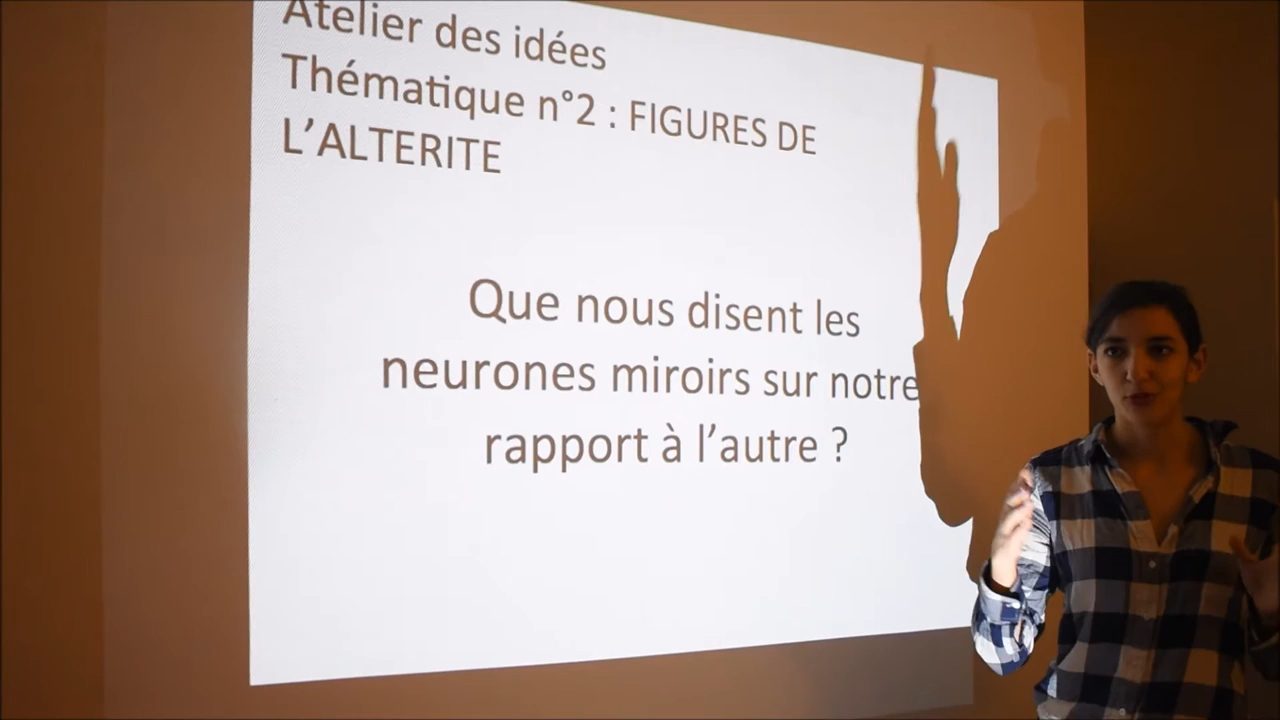 Atelier des idées
Thématique n°2 : FIGURES DE
L’ALTERITE
Que nous disent les
neurones miroirs sur notre
rapport à l’autre ?